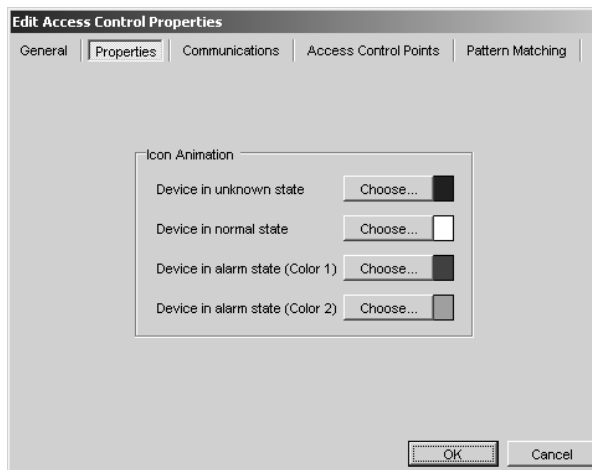 Edit Access Control Properties
General Properties Communications Access Control Points Pattern Matching
Icon Animation
Device in unknown state Choose...
Device in normal state Choose...
Device in alarm state (Color 1) Choose...
Device in alarm state (Color 2) Choose...
OK Cancel